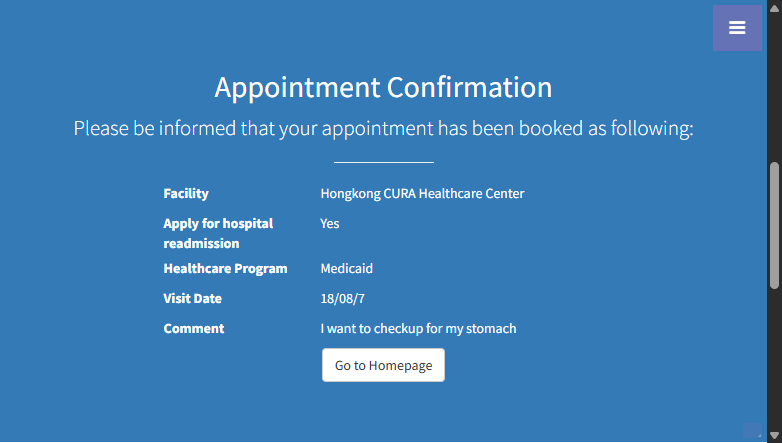 Appointment Confirmation
Please be informed that your appointment has been booked as following:
Facility Hongkong CURA Healthcare Center
Apply for hospital Yes
readmission
Healthcare Program Medicaid
Visit Date 18/08/7
Comment I want to checkup for my stomach
Go to Homepage